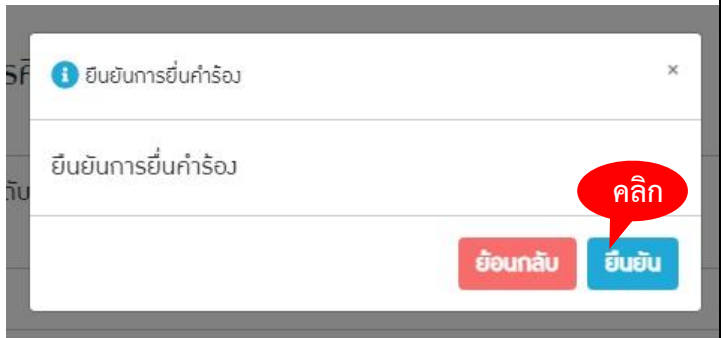 ยืนยันการยื่นคำร้อง ×
ยืนยันการยื่นคำร้อง
คลิก
ย้อนกลับ ยืนยัน